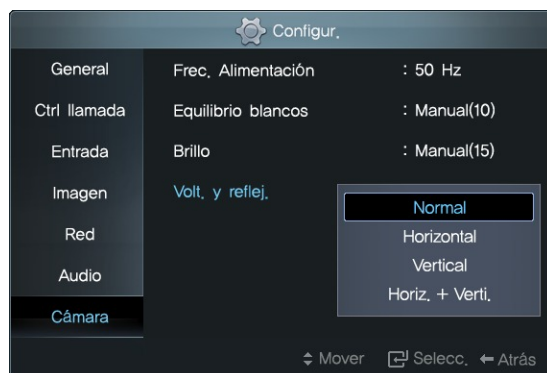 Configur.
General
Ctrl llamada
Entrada
Imagen
Red
Audio
Cámara
Frec. Alimentación : 50 Hz
Equilibrio blancos : Manual(10)
Brillo : Manual(15)
Volt. y reflej.
Normal
Horizontal
Vertical
Horiz. + Verti.
Mover Selecc. Atrás